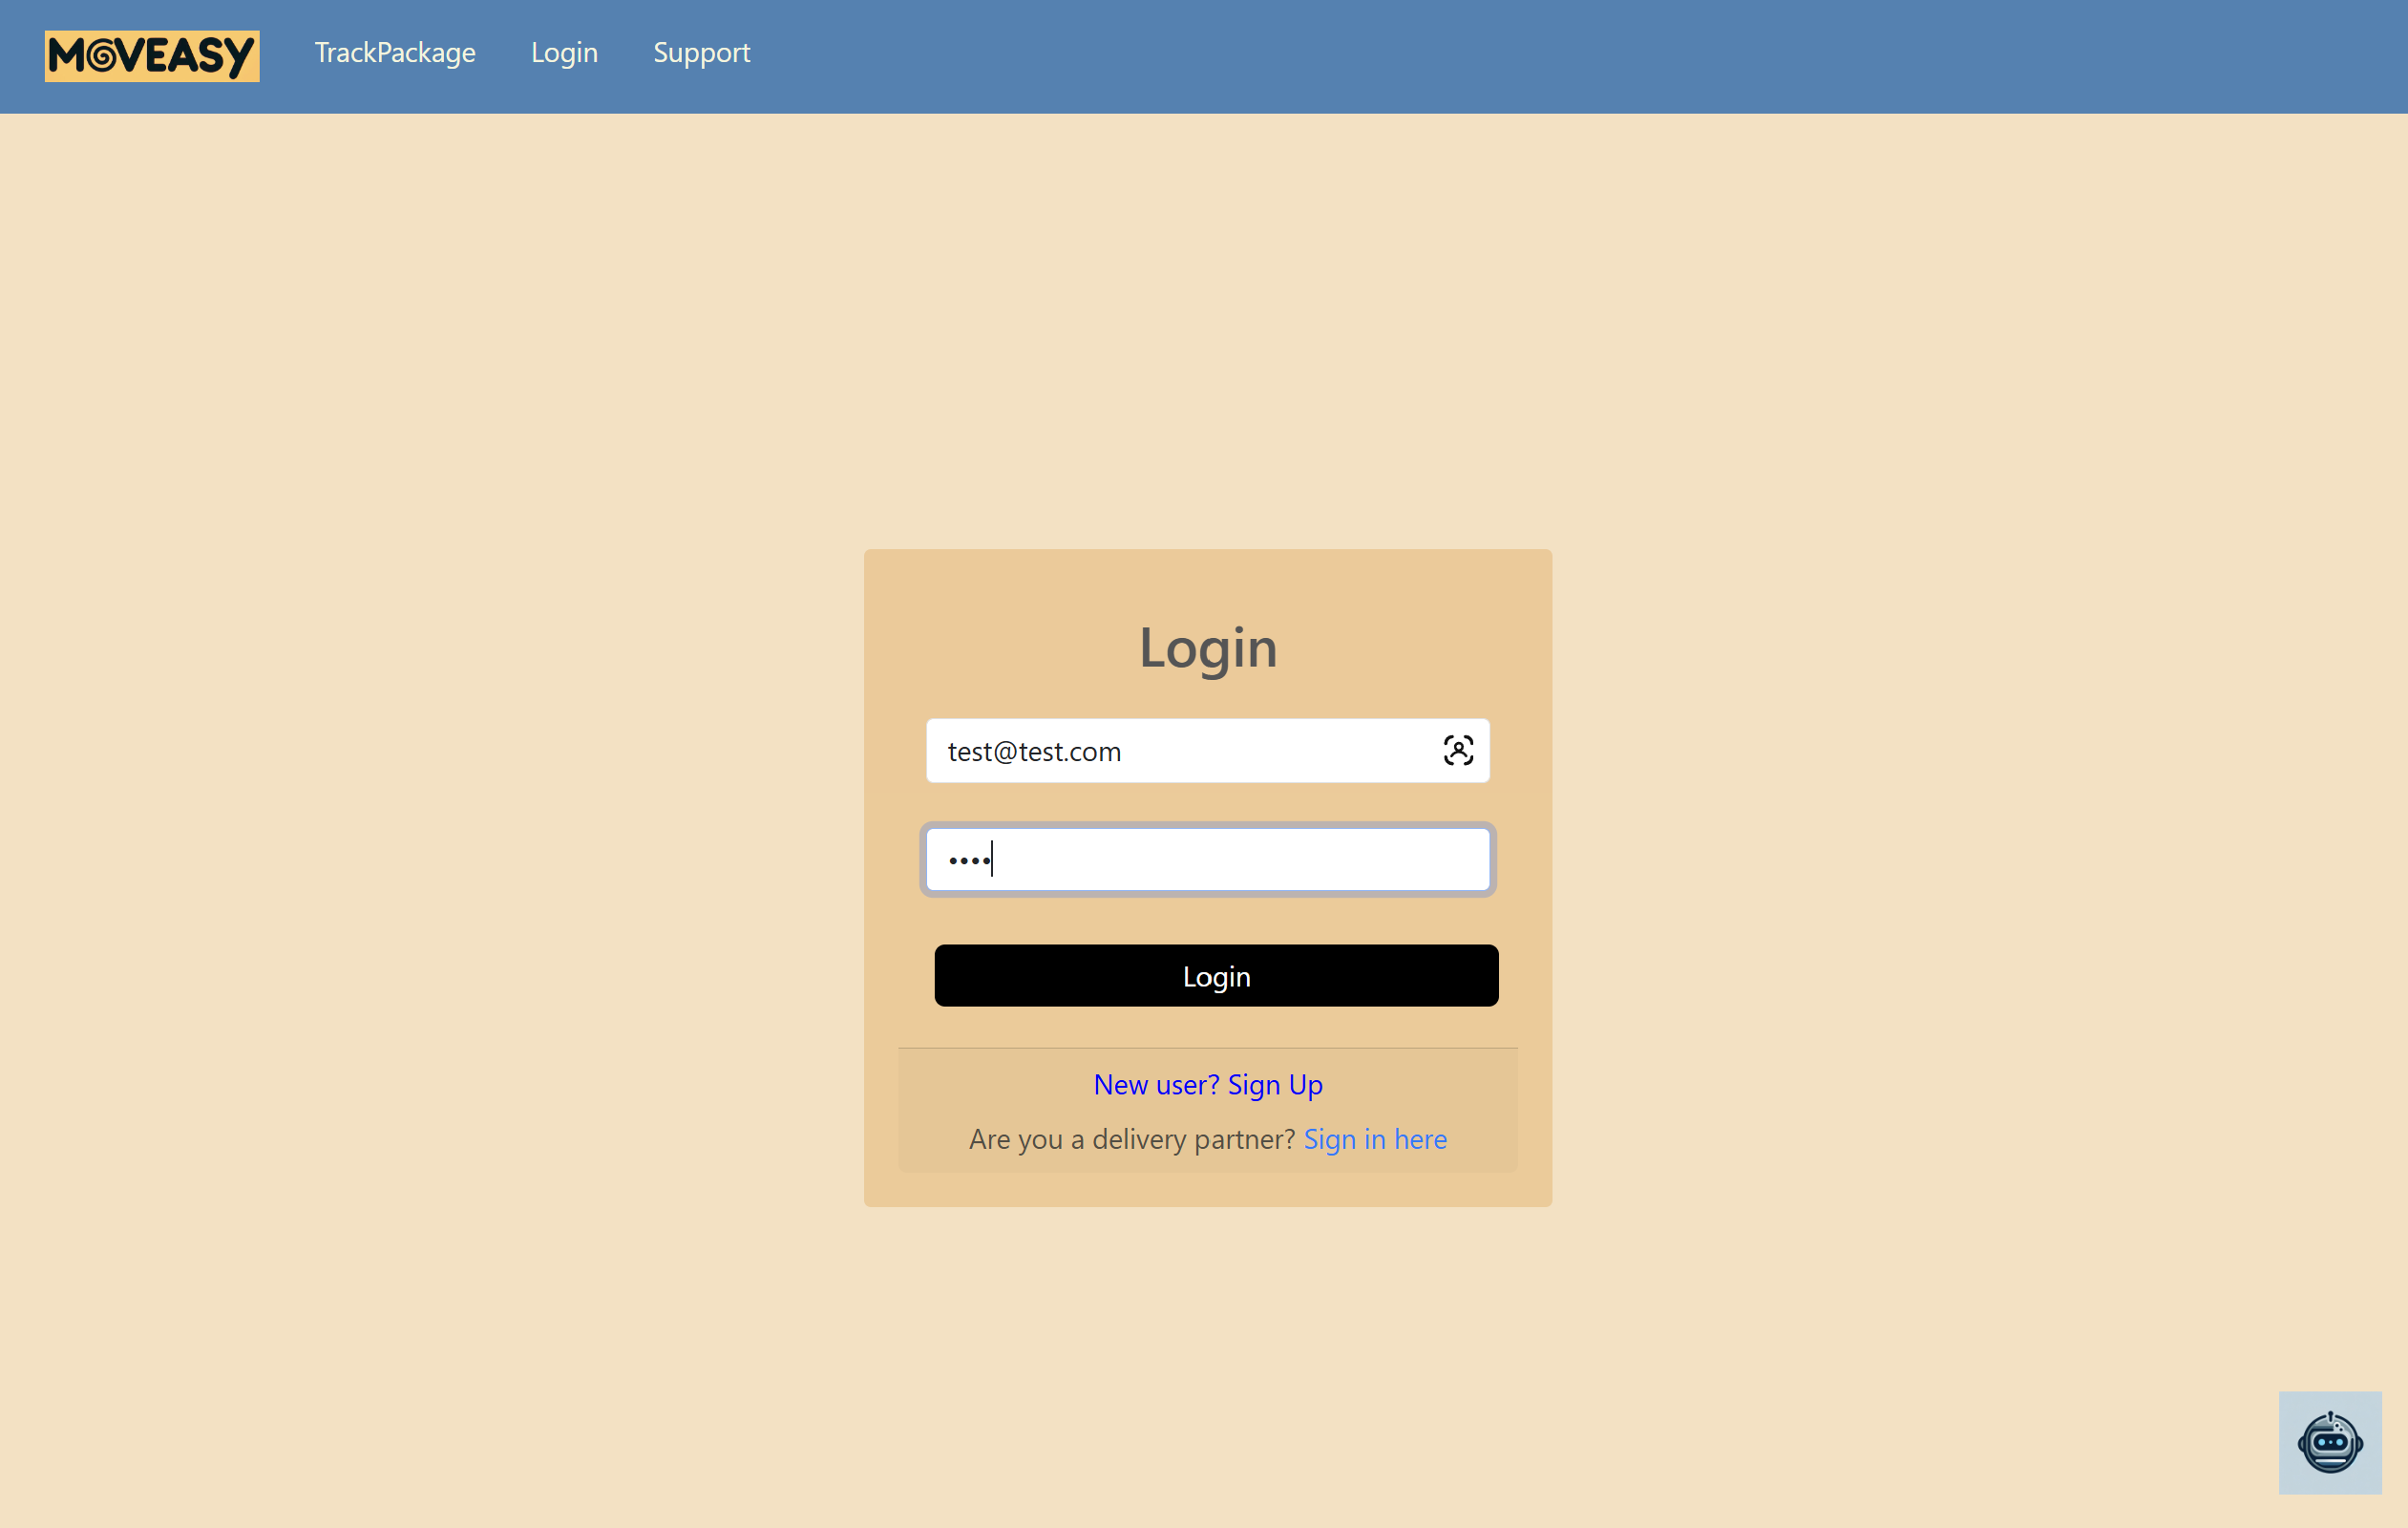 MOVEASY TrackPackage Login Support
Login
test@test.com
••••
Login
New user? Sign Up
Are you a delivery partner? Sign in here